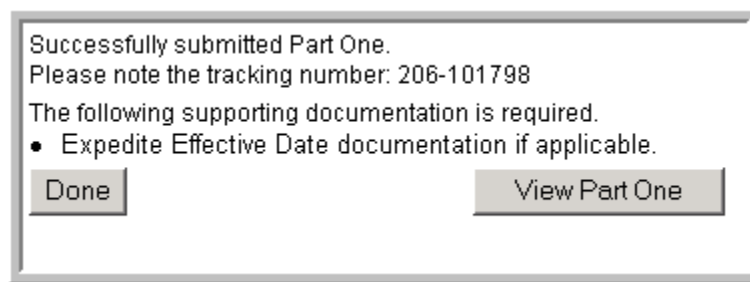 Successfully submitted Part One.
Please note the tracking number: 206-101798
The following supporting documentation is required.
• Expedite Effective Date documentation if applicable.
Done View Part One